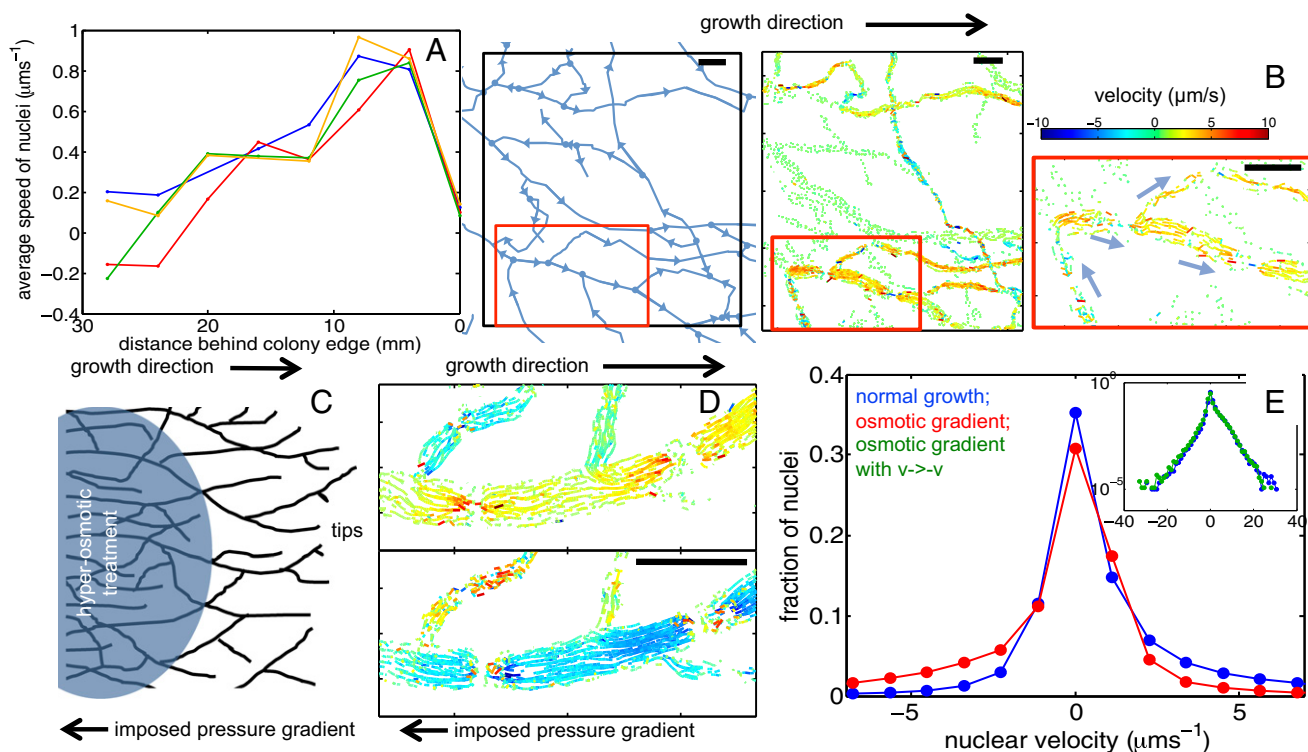 growth direction
A
B
average speed of nuclei (μms⁻¹)
1
0.8
0.6
0.4
0.2
0
−0.2
−0.4
30
20
10
0
distance behind colony edge (mm)
velocity (μm/s)
−10
−5
0
5
10
growth direction
growth direction
C
D
hyper-osmotic
treatment
tips
imposed pressure gradient
imposed pressure gradient
E
normal growth;
osmotic gradient;
osmotic gradient
with v->-v
10⁰
10⁻⁵
−40
−20
0
20
40
fraction of nuclei
0.4
0.3
0.2
0.1
0
−5
0
5
nuclear velocity (μms⁻¹)